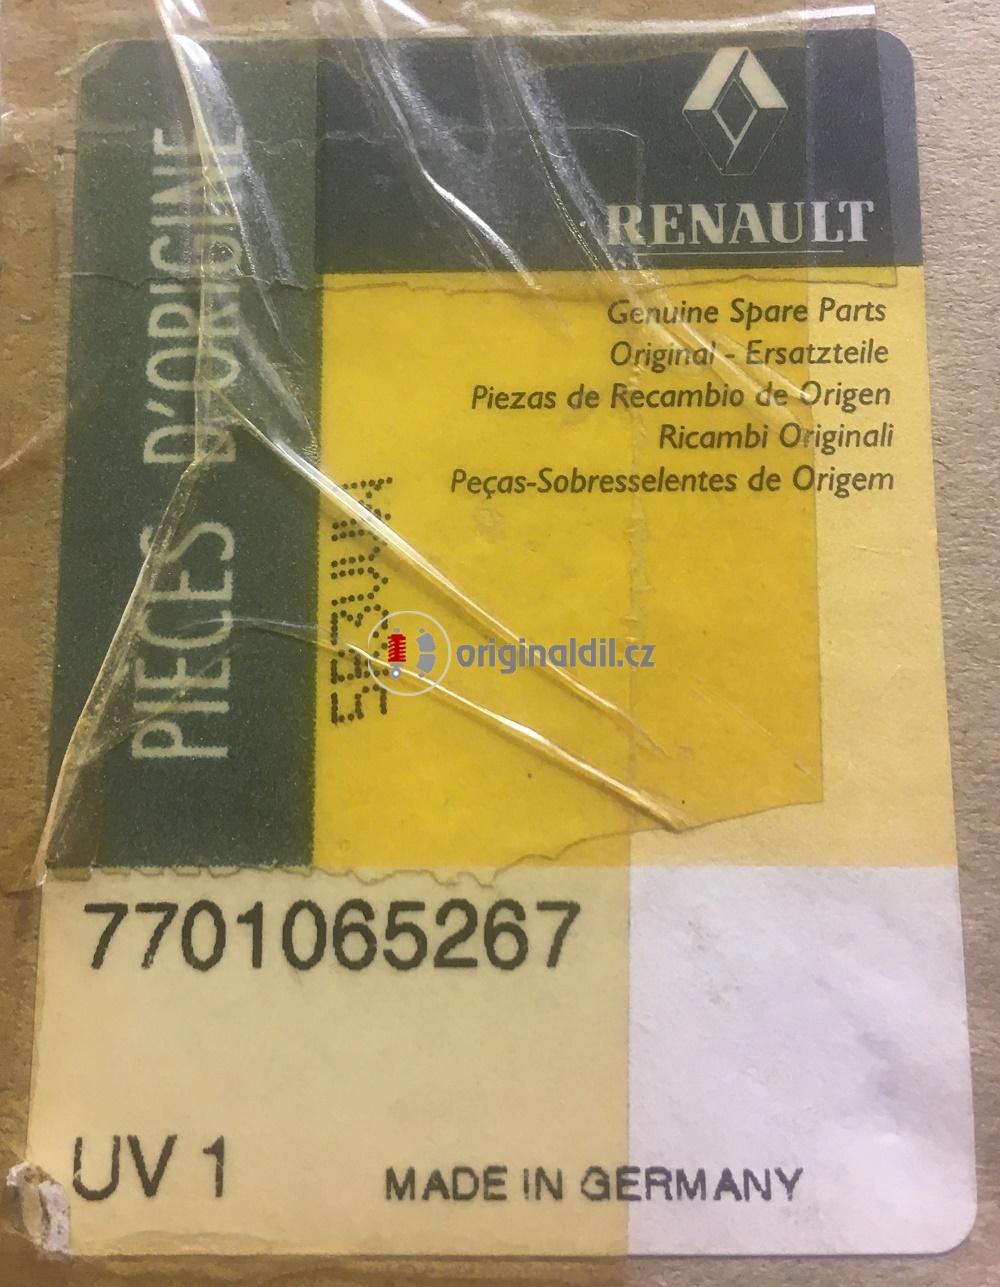 PIECES D'ORIGINE
RENAULT
Genuine Spare Parts
Original - Ersatzteile
Piezas de Recambio de Origen
Ricambi Originali
Peças-Sobresselentes de Origem
originaldil.cz
7701065267
UV 1
MADE IN GERMANY